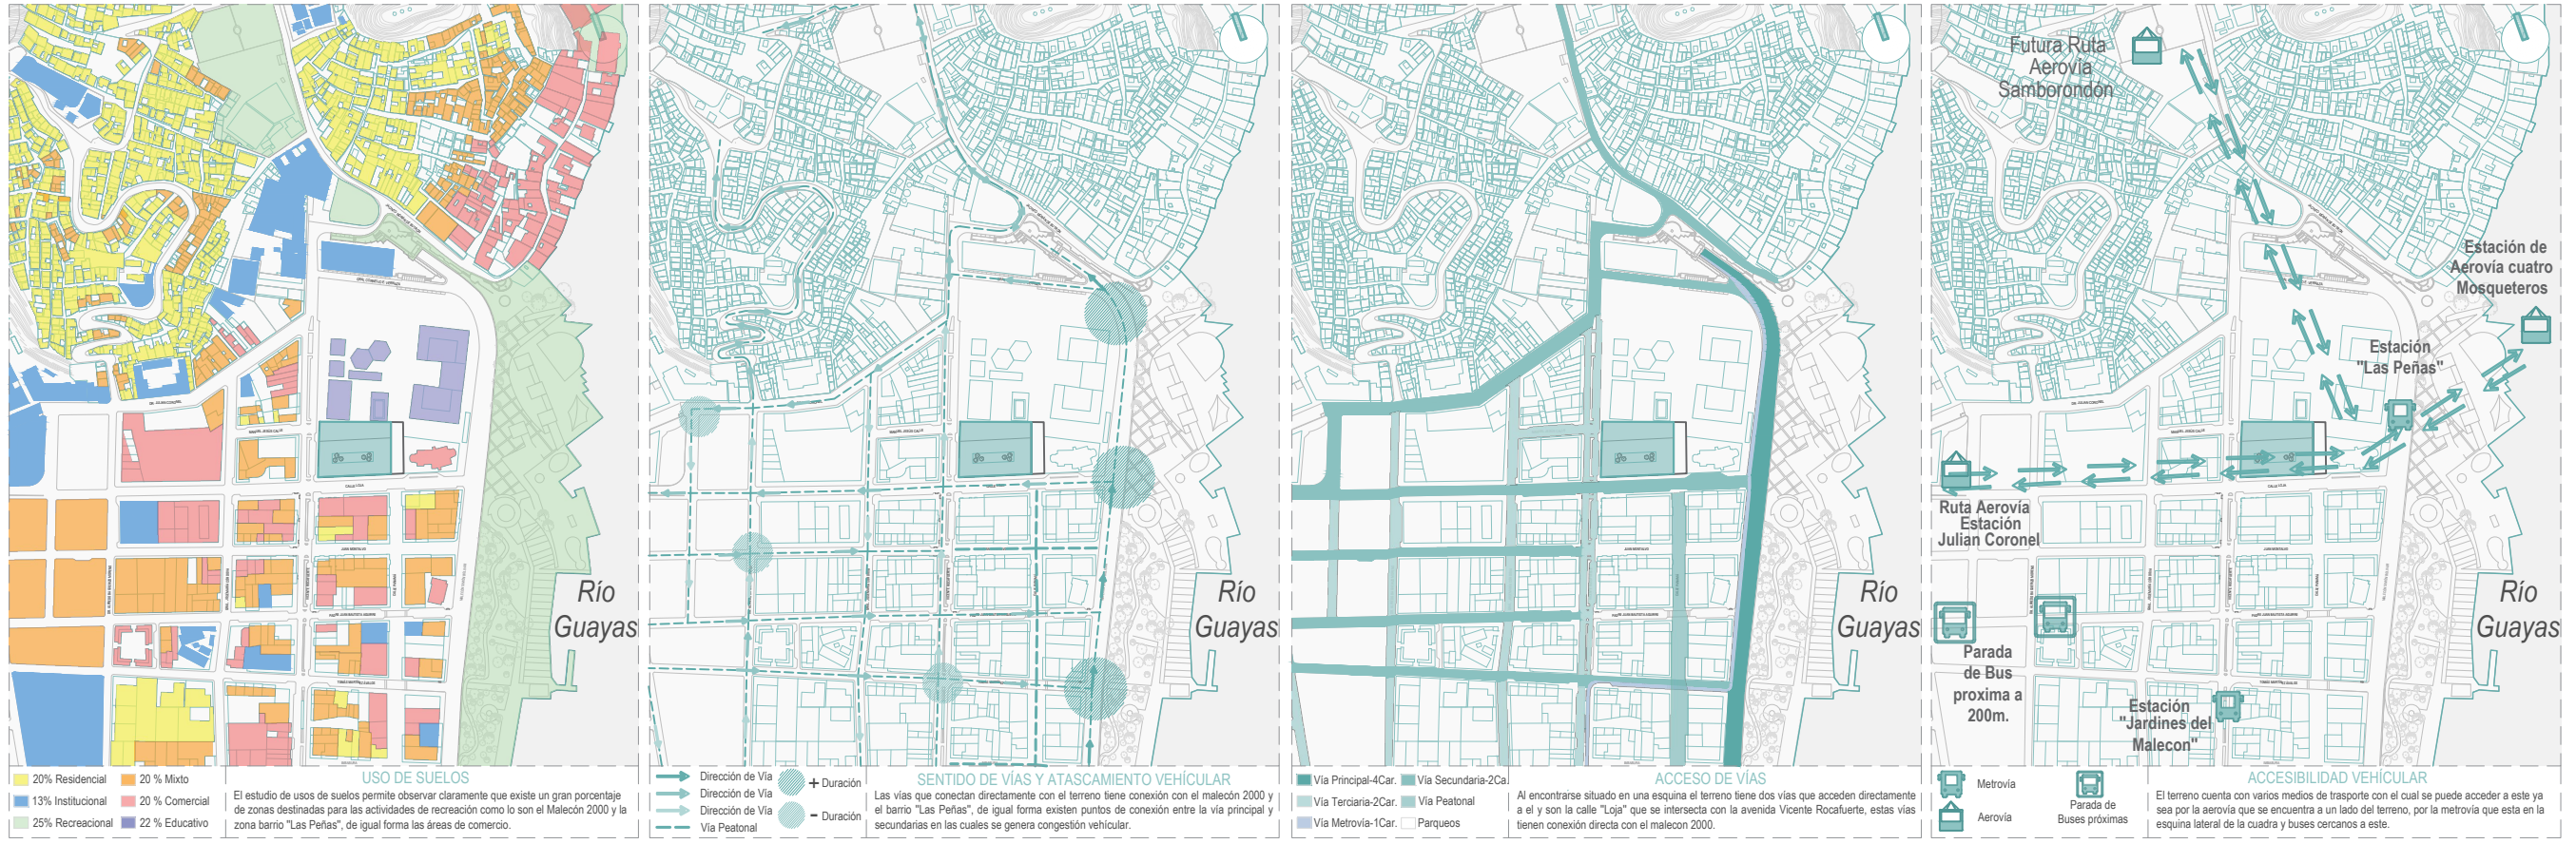 Río
Guayas
CALLE LOJA
JUAN MONTALVO
20% Residencial
20 % Mixto
13% Institucional
20 % Comercial
25% Recreacional
22 % Educativo
USO DE SUELOS
El estudio de usos de suelos permite observar claramente que existe un gran porcentaje
de zonas destinadas para las actividades de recreación como lo son el Malecón 2000 y la
zona barrio "Las Peñas", de igual forma las áreas de comercio.
Río
Guayas
Dirección de Vía
Dirección de Vía
Dirección de Vía
Vía Peatonal
+ Duración
- Duración
SENTIDO DE VÍAS Y ATASCAMIENTO VEHÍCULAR
Las vías que conectan directamente con el terreno tiene conexión con el malecón 2000 y
el barrio "Las Peñas", de igual forma existen puntos de conexión entre la vía principal y
secundarias en las cuales se genera congestión vehicular.
Río
Guayas
Vía Principal-4Car.
Vía Secundaria-2Ca
Vía Terciaria-2Car.
Vía Peatonal
Vía Metrovía-1Car.
Parqueos
ACCESO DE VÍAS
Al encontrarse situado en una esquina el terreno tiene dos vías que acceden directamente
a el y son la calle "Loja" que se intersecta con la avenida Vicente Rocafuerte, estas vías
tienen conexión directa con el malecon 2000.
Futura Ruta
Aerovía
Samborondón
Estación de
Aerovía cuatro
Mosqueteros
Estación
"Las Peñas"
Ruta Aerovía
Estación
Julian Coronel
Parada
de Bus
proxima a
200m.
Estación
"Jardines del
Malecon"
Río
Guayas
Metrovía
Aerovía
Parada de
Buses próximas
ACCESIBILIDAD VEHÍCULAR
El terreno cuenta con varios medios de trasporte con el cual se puede acceder a este ya
sea por la aerovía que se encuentra a un lado del terreno, por la metrovía que esta en la
esquina lateral de la cuadra y buses cercanos a este.